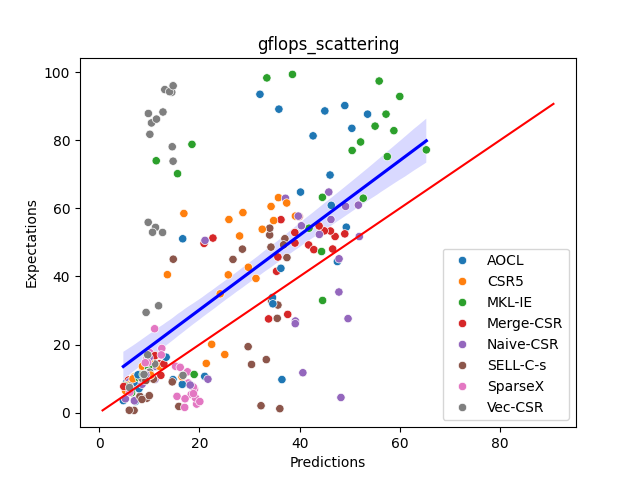 gflops_scattering
Expectations
100
80
60
40
20
0
AOCL
CSR5
MKL-IE
Merge-CSR
Naive-CSR
SELL-C-s
SparseX
Vec-CSR
0 20 40 60 80
Predictions